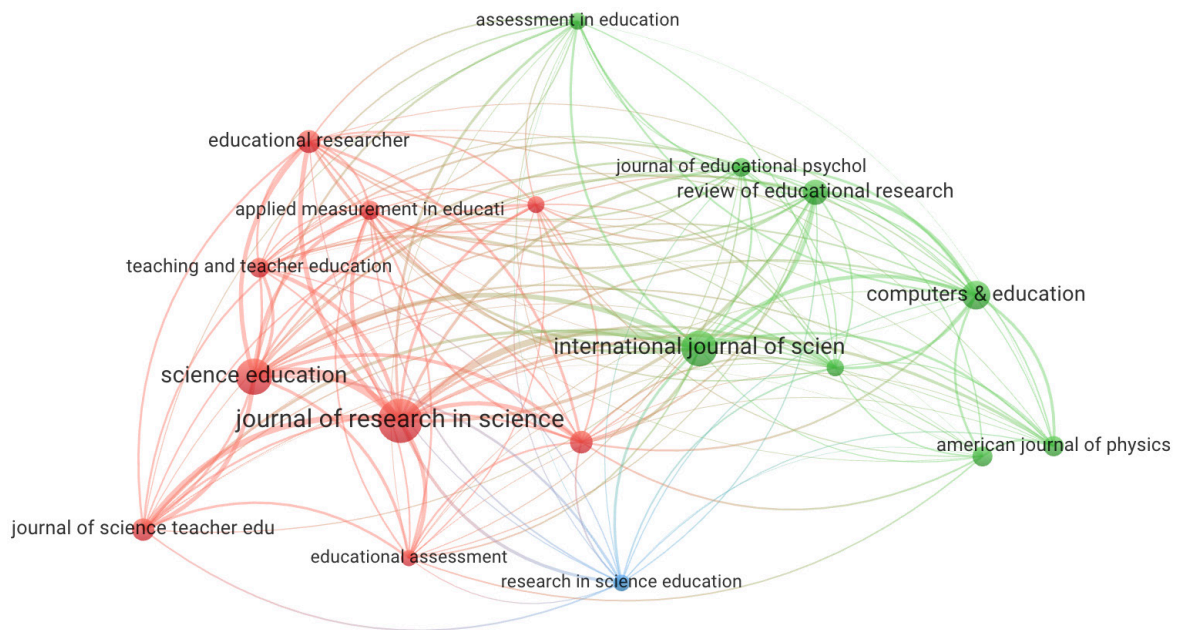 assessment in education
educational researcher
journal of educational psychol
review of educational research
applied measurement in educati
teaching and teacher education
computers & education
international journal of scien
science education
journal of research in science
american journal of physics
journal of science teacher edu
educational assessment
research in science education